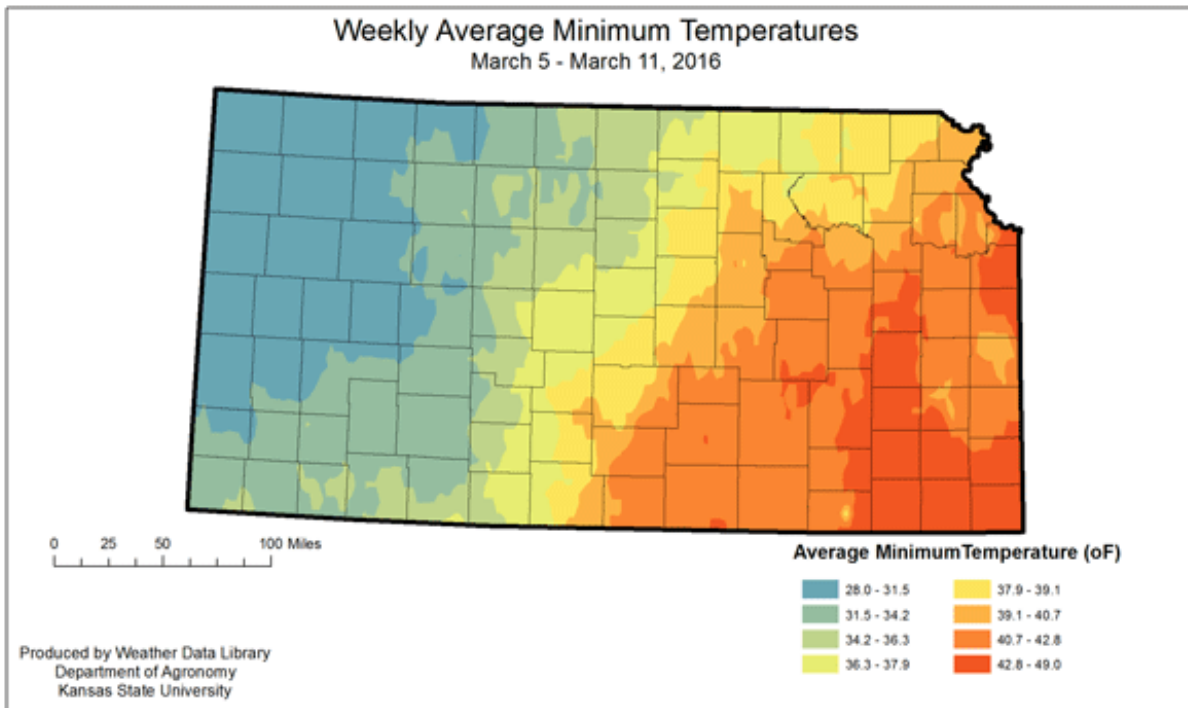 Weekly Average Minimum Temperatures
March 5 - March 11, 2016
0 25 50 100 Miles
Average MinimumTemperature (oF)
28.0 - 31.5
31.5 - 34.2
34.2 - 36.3
36.3 - 37.9
37.9 - 39.1
39.1 - 40.7
40.7 - 42.8
42.8 - 49.0
Produced by Weather Data Library
Department of Agronomy
Kansas State University